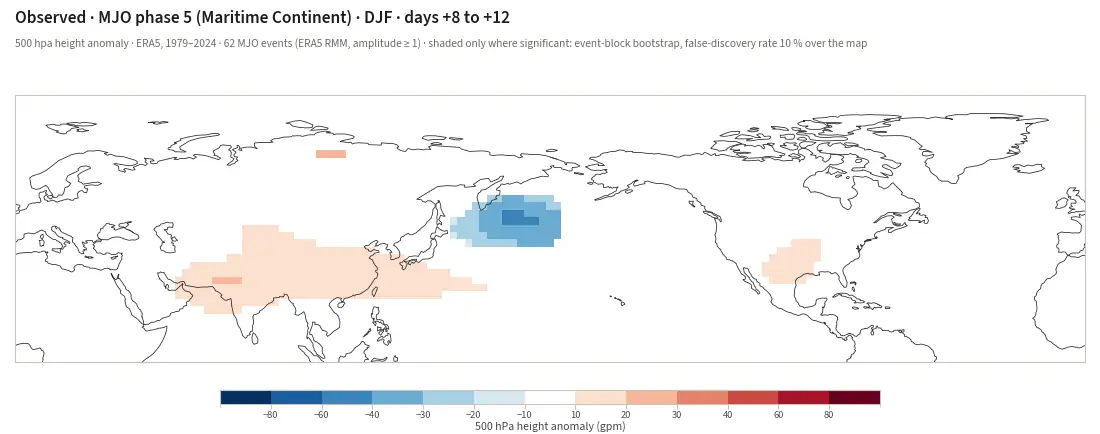 Observed · MJO phase 5 (Maritime Continent) · DJF · days +8 to +12
500 hpa height anomaly · ERA5, 1979–2024 · 62 MJO events (ERA5 RMM, amplitude ≥ 1) · shaded only where significant: event-block bootstrap, false-discovery rate 10 % over the map
−80 −60 −40 −30 −20 −10 10 20 30 40 60 80
500 hpa height anomaly (gpm)